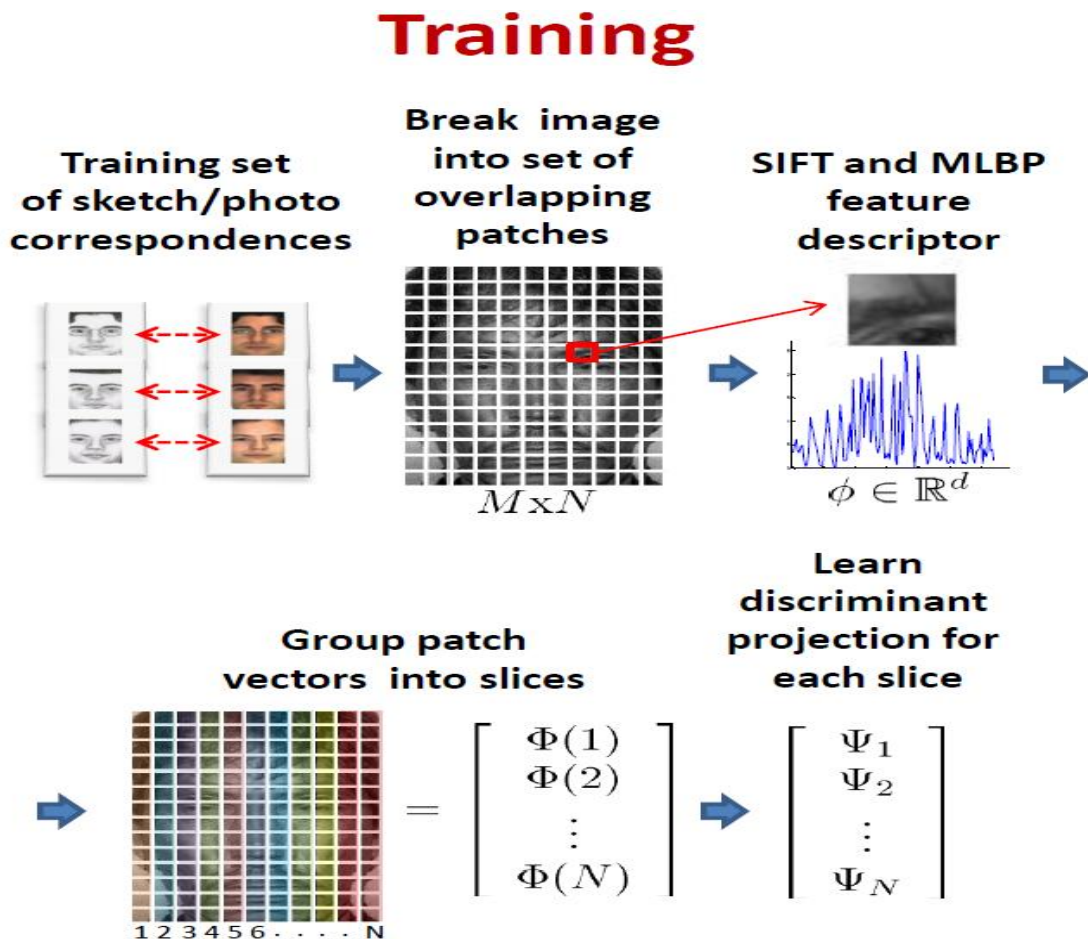 Training
Training set
of sketch/photo
correspondences
Break image
into set of
overlapping
patches
M x N
SIFT and MLBP
feature
descriptor
ϕ ∈ ℝ^d
Group patch
vectors into slices
1 2 3 4 5 6 · · · · N
=
Φ(1)
Φ(2)
⋮
Φ(N)
Learn
discriminant
projection for
each slice
Ψ_1
Ψ_2
⋮
Ψ_N